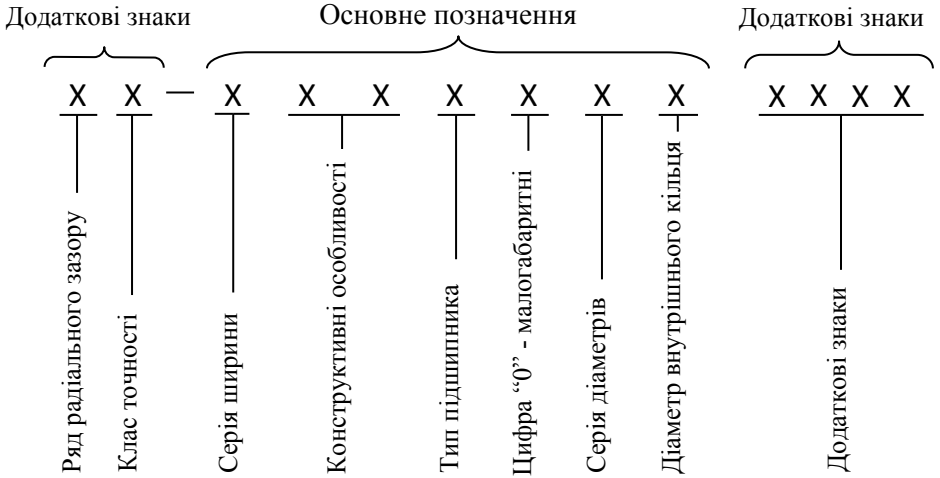 Додаткові знаки
Основне позначення
Додаткові знаки
X X — X X X X X X X X X X X
Ряд радіального зазору
Клас точності
Серія ширини
Конструктивні особливості
Тип підшипника
Цифра “0” - малогабаритні
Серія діаметрів
Діаметр внутрішнього кільця
Додаткові знаки